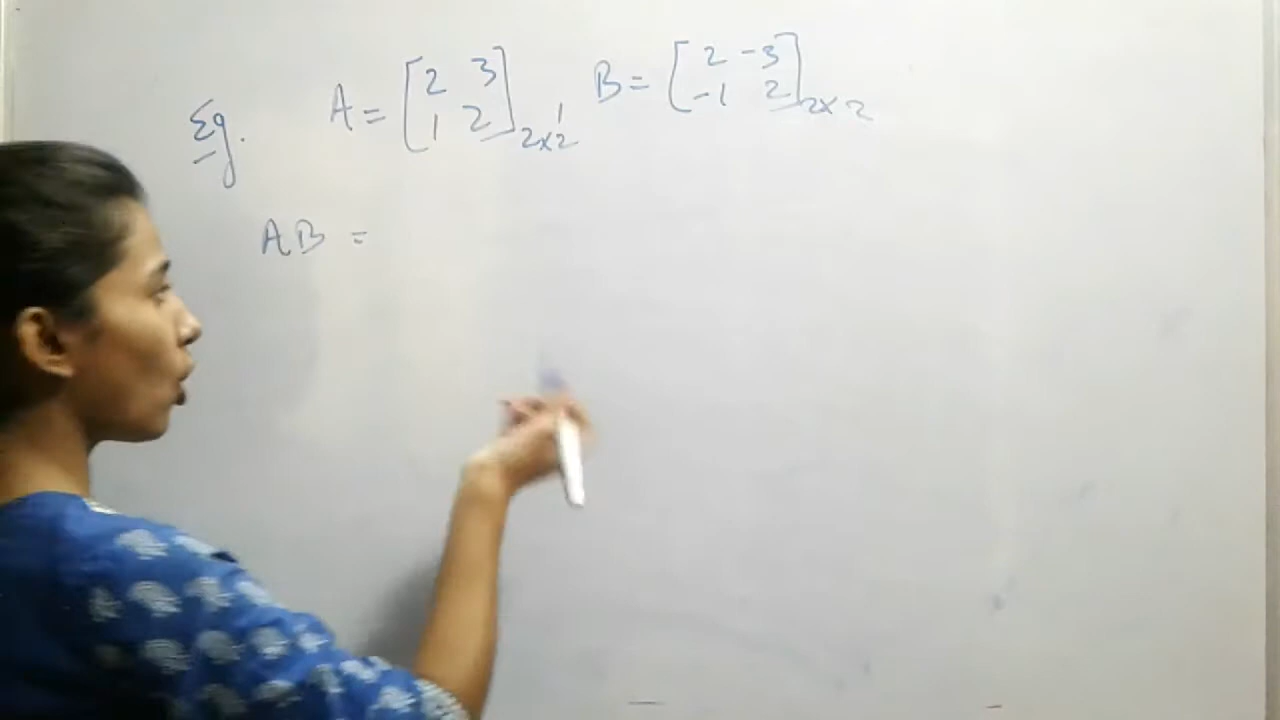 Eg. A = [2 3 1 2]2x2, B = [2 -3 -1 2]2x2
AB =